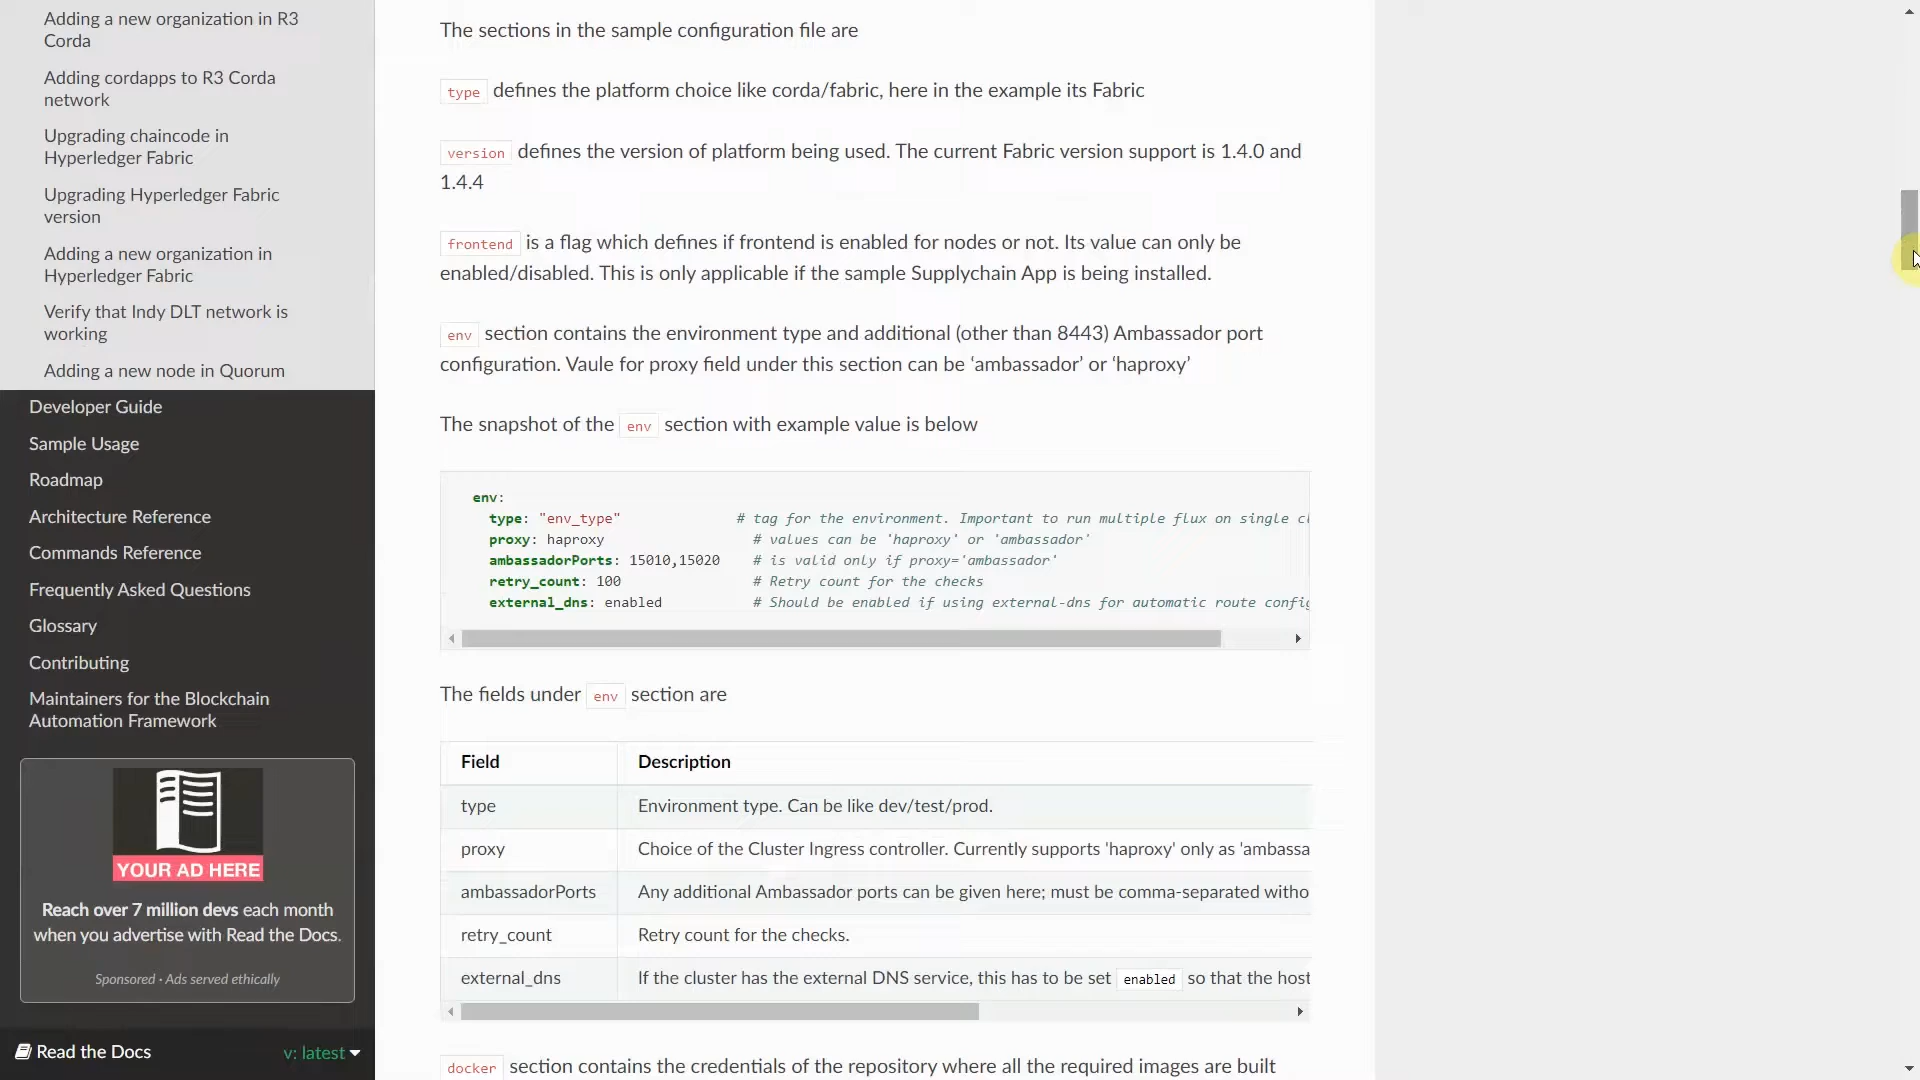 Adding a new organization in R3
Corda
Adding cordapps to R3 Corda
network
Upgrading chaincode in
Hyperledger Fabric
Upgrading Hyperledger Fabric
version
Adding a new organization in
Hyperledger Fabric
Verify that Indy DLT network is
working
Adding a new node in Quorum
Developer Guide
Sample Usage
Roadmap
Architecture Reference
Commands Reference
Frequently Asked Questions
Glossary
Contributing
Maintainers for the Blockchain
Automation Framework
YOUR AD HERE
Reach over 7 million devs each month
when you advertise with Read the Docs.
Sponsored · Ads served ethically
Read the Docs v: latest
The sections in the sample configuration file are
type defines the platform choice like corda/fabric, here in the example its Fabric
version defines the version of platform being used. The current Fabric version support is 1.4.0 and
1.4.4
frontend is a flag which defines if frontend is enabled for nodes or not. Its value can only be
enabled/disabled. This is only applicable if the sample Supplychain App is being installed.
env section contains the environment type and additional (other than 8443) Ambassador port
configuration. Vaule for proxy field under this section can be ‘ambassador’ or ‘haproxy’
The snapshot of the env section with example value is below
env:
type: "env_type" # tag for the environment. Important to run multiple flux on single cl
proxy: haproxy # values can be 'haproxy' or 'ambassador'
ambassadorPorts: 15010,15020 # is valid only if proxy='ambassador'
retry_count: 100 # Retry count for the checks
external_dns: enabled # Should be enabled if using external-dns for automatic route config
The fields under env section are
Field Description
type Environment type. Can be like dev/test/prod.
proxy Choice of the Cluster Ingress controller. Currently supports 'haproxy' only as 'ambassa
ambassadorPorts Any additional Ambassador ports can be given here; must be comma-separated witho
retry_count Retry count for the checks.
external_dns If the cluster has the external DNS service, this has to be set enabled so that the host
docker section contains the credentials of the repository where all the required images are built